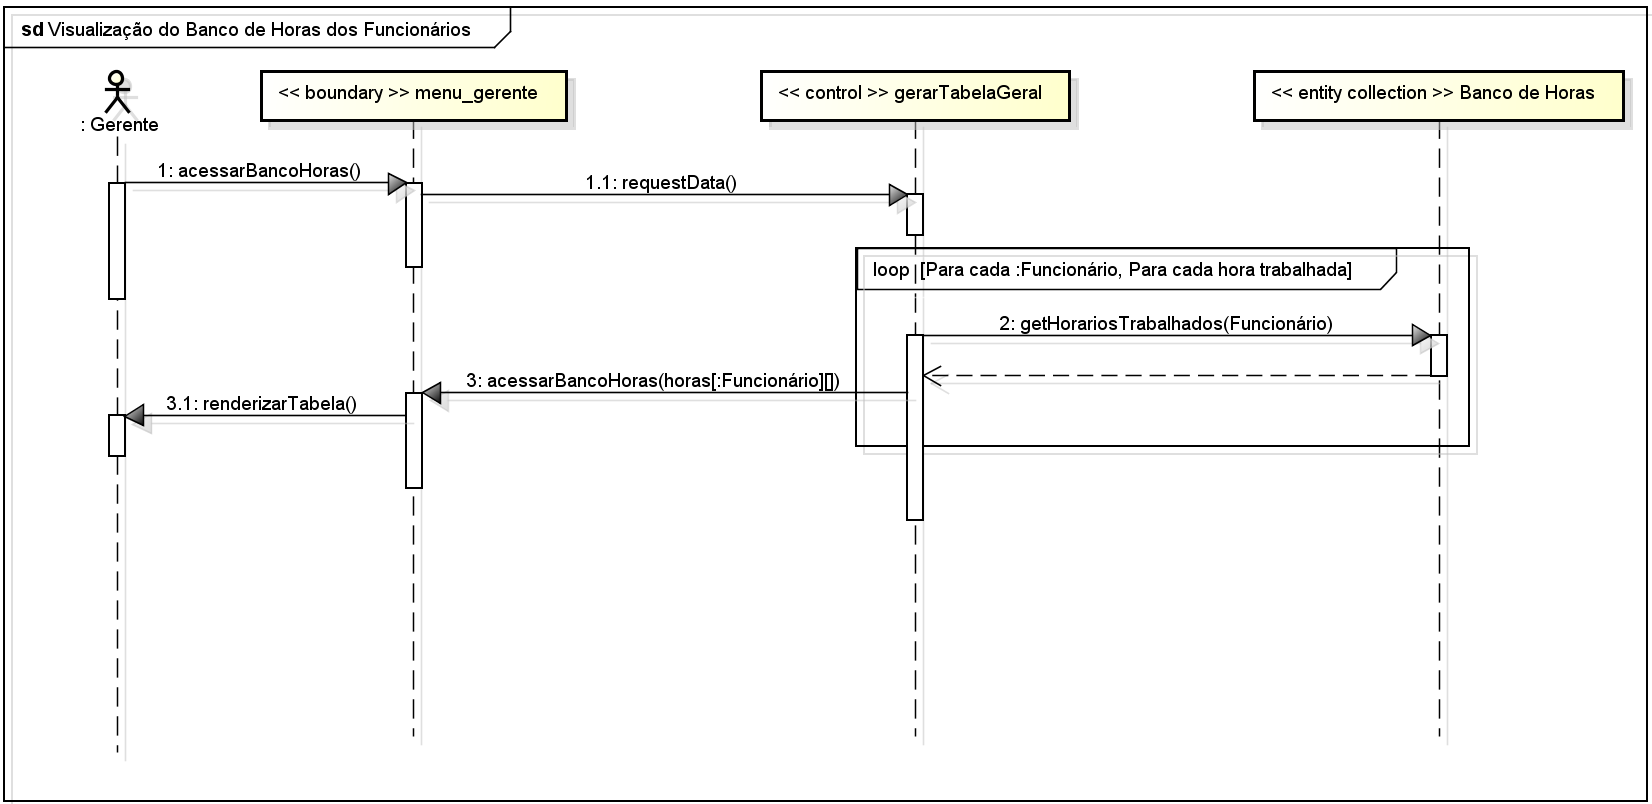 sd Visualização do Banco de Horas dos Funcionários
: Gerente
<< boundary >> menu_gerente
<< control >> gerarTabelaGeral
<< entity collection >> Banco de Horas
1: acessarBancoHoras()
1.1: requestData()
loop [Para cada :Funcionário, Para cada hora trabalhada]
2: getHorariosTrabalhados(Funcionário)
3: acessarBancoHoras(horas[:Funcionário][])
3.1: renderizarTabela()